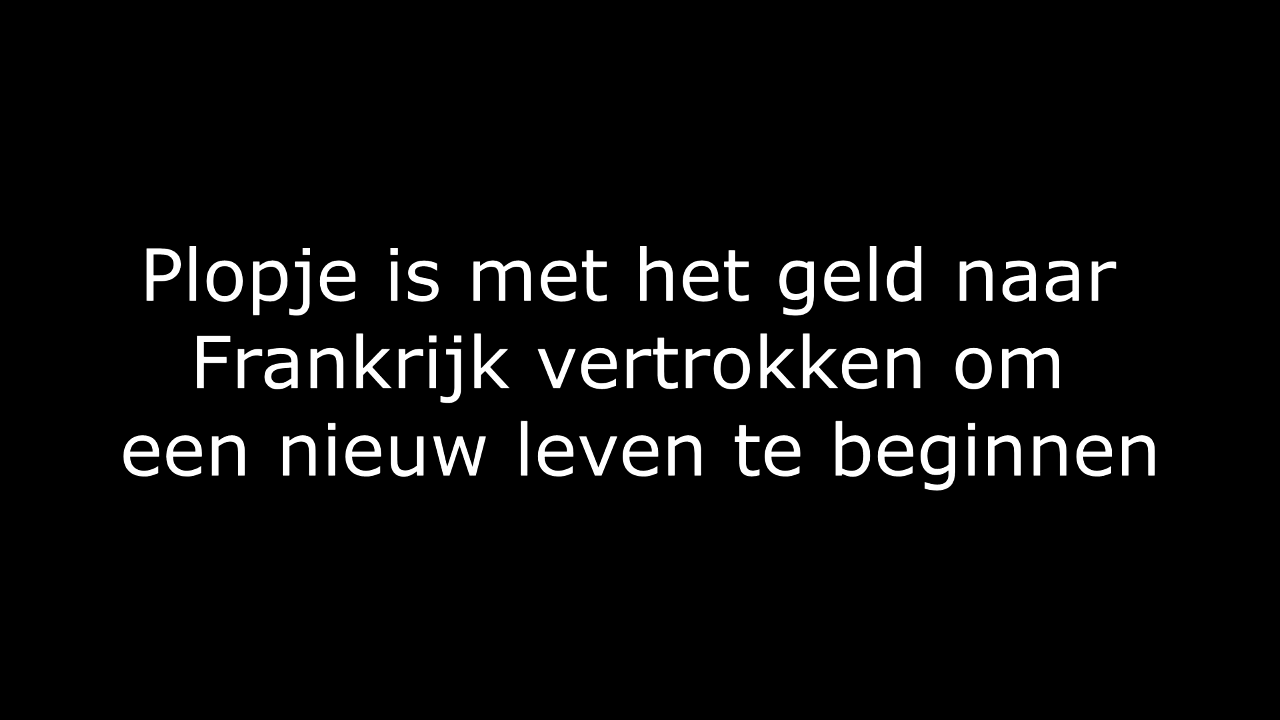 Plopje is met het geld naar
Frankrijk vertrokken om
een nieuw leven te beginnen